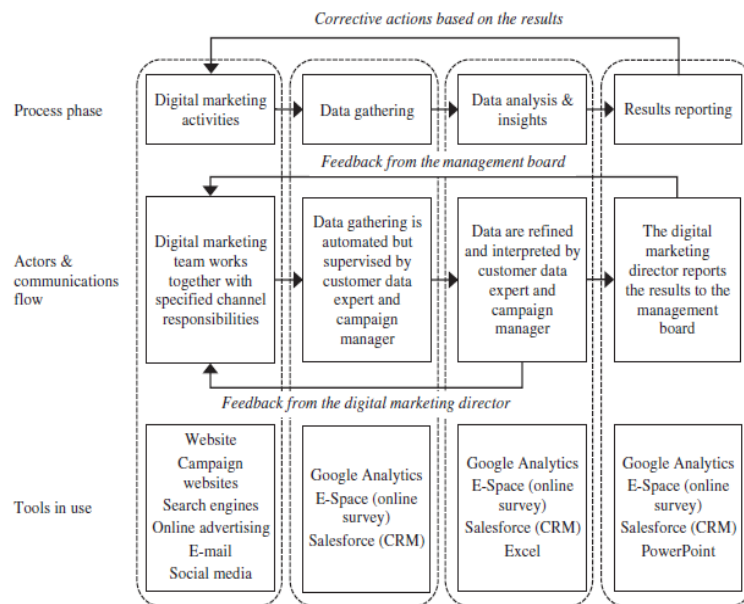 Corrective actions based on the results
Process phase
Digital marketing
activities
Data gathering
Data analysis &
insights
Results reporting
Feedback from the management board
Actors &
communications
flow
Digital marketing
team works
together with
specified channel
responsibilities
Data gathering is
automated but
supervised by
customer data
expert and
campaign
manager
Data are refined
and interpreted by
customer data
expert and
campaign
manager
The digital
marketing
director reports
the results to the
management
board
Feedback from the digital marketing director
Tools in use
Website
Campaign
websites
Search engines
Online advertising
E-mail
Social media
Google Analytics
E-Space (online
survey)
Salesforce (CRM)
Google Analytics
E-Space (online
survey)
Salesforce (CRM)
Excel
Google Analytics
E-Space (online
survey)
Salesforce (CRM)
PowerPoint